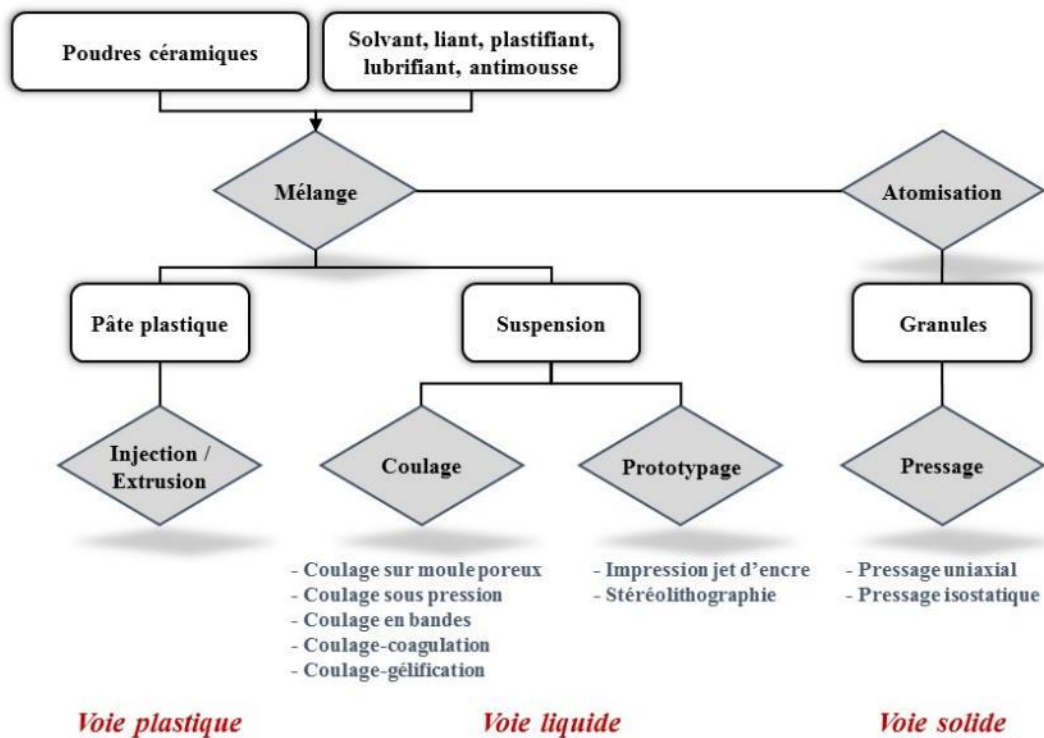 Poudres céramiques
Solvant, liant, plastifiant,
lubrifiant, antimousse
Mélange
Atomisation
Pâte plastique
Suspension
Granules
Injection /
Extrusion
Coulage
Prototypage
Pressage
- Coulage sur moule poreux
- Coulage sous pression
- Coulage en bandes
- Coulage-coagulation
- Coulage-gélification
- Impression jet d'encre
- Stéréolithographie
- Pressage uniaxial
- Pressage isostatique
Voie plastique
Voie liquide
Voie solide